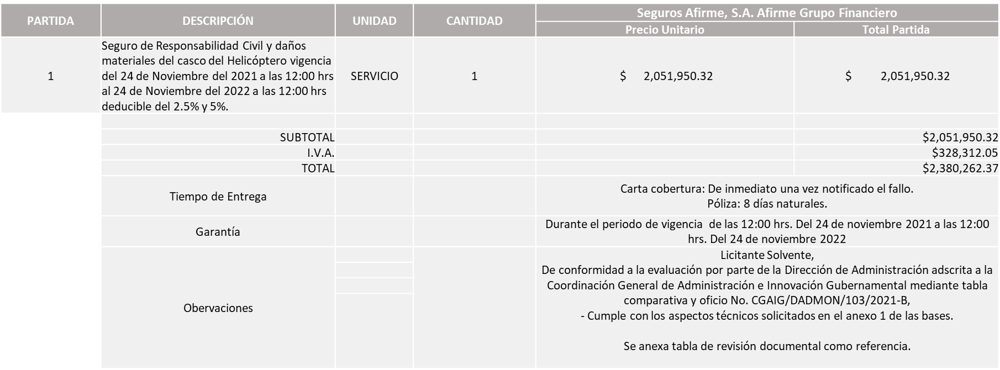 PARTIDA DESCRIPCIÓN UNIDAD CANTIDAD Seguros Afirme, S.A. Afirme Grupo Financiero
Precio Unitario Total Partida
1
Seguro de Responsabilidad Civil y daños
materiales del casco del Helicóptero vigencia
del 24 de Noviembre del 2021 a las 12:00 hrs
al 24 de Noviembre del 2022 a las 12:00 hrs
deducible del 2.5% y 5%.
SERVICIO 1 $ 2,051,950.32 $ 2,051,950.32
SUBTOTAL $2,051,950.32
I.V.A. $328,312.05
TOTAL $2,380,262.37
Tiempo de Entrega
Carta cobertura: De inmediato una vez notificado el fallo.
Póliza: 8 días naturales.
Garantía
Durante el periodo de vigencia de las 12:00 hrs. Del 24 de noviembre 2021 a las 12:00
hrs. Del 24 de noviembre 2022
Obervaciones
Licitante Solvente,
De conformidad a la evaluación por parte de la Dirección de Administración adscrita a la
Coordinación General de Administración e Innovación Gubernamental mediante tabla
comparativa y oficio No. CGAIG/DADMON/103/2021-B,
- Cumple con los aspectos técnicos solicitados en el anexo 1 de las bases.
Se anexa tabla de revisión documental como referencia.